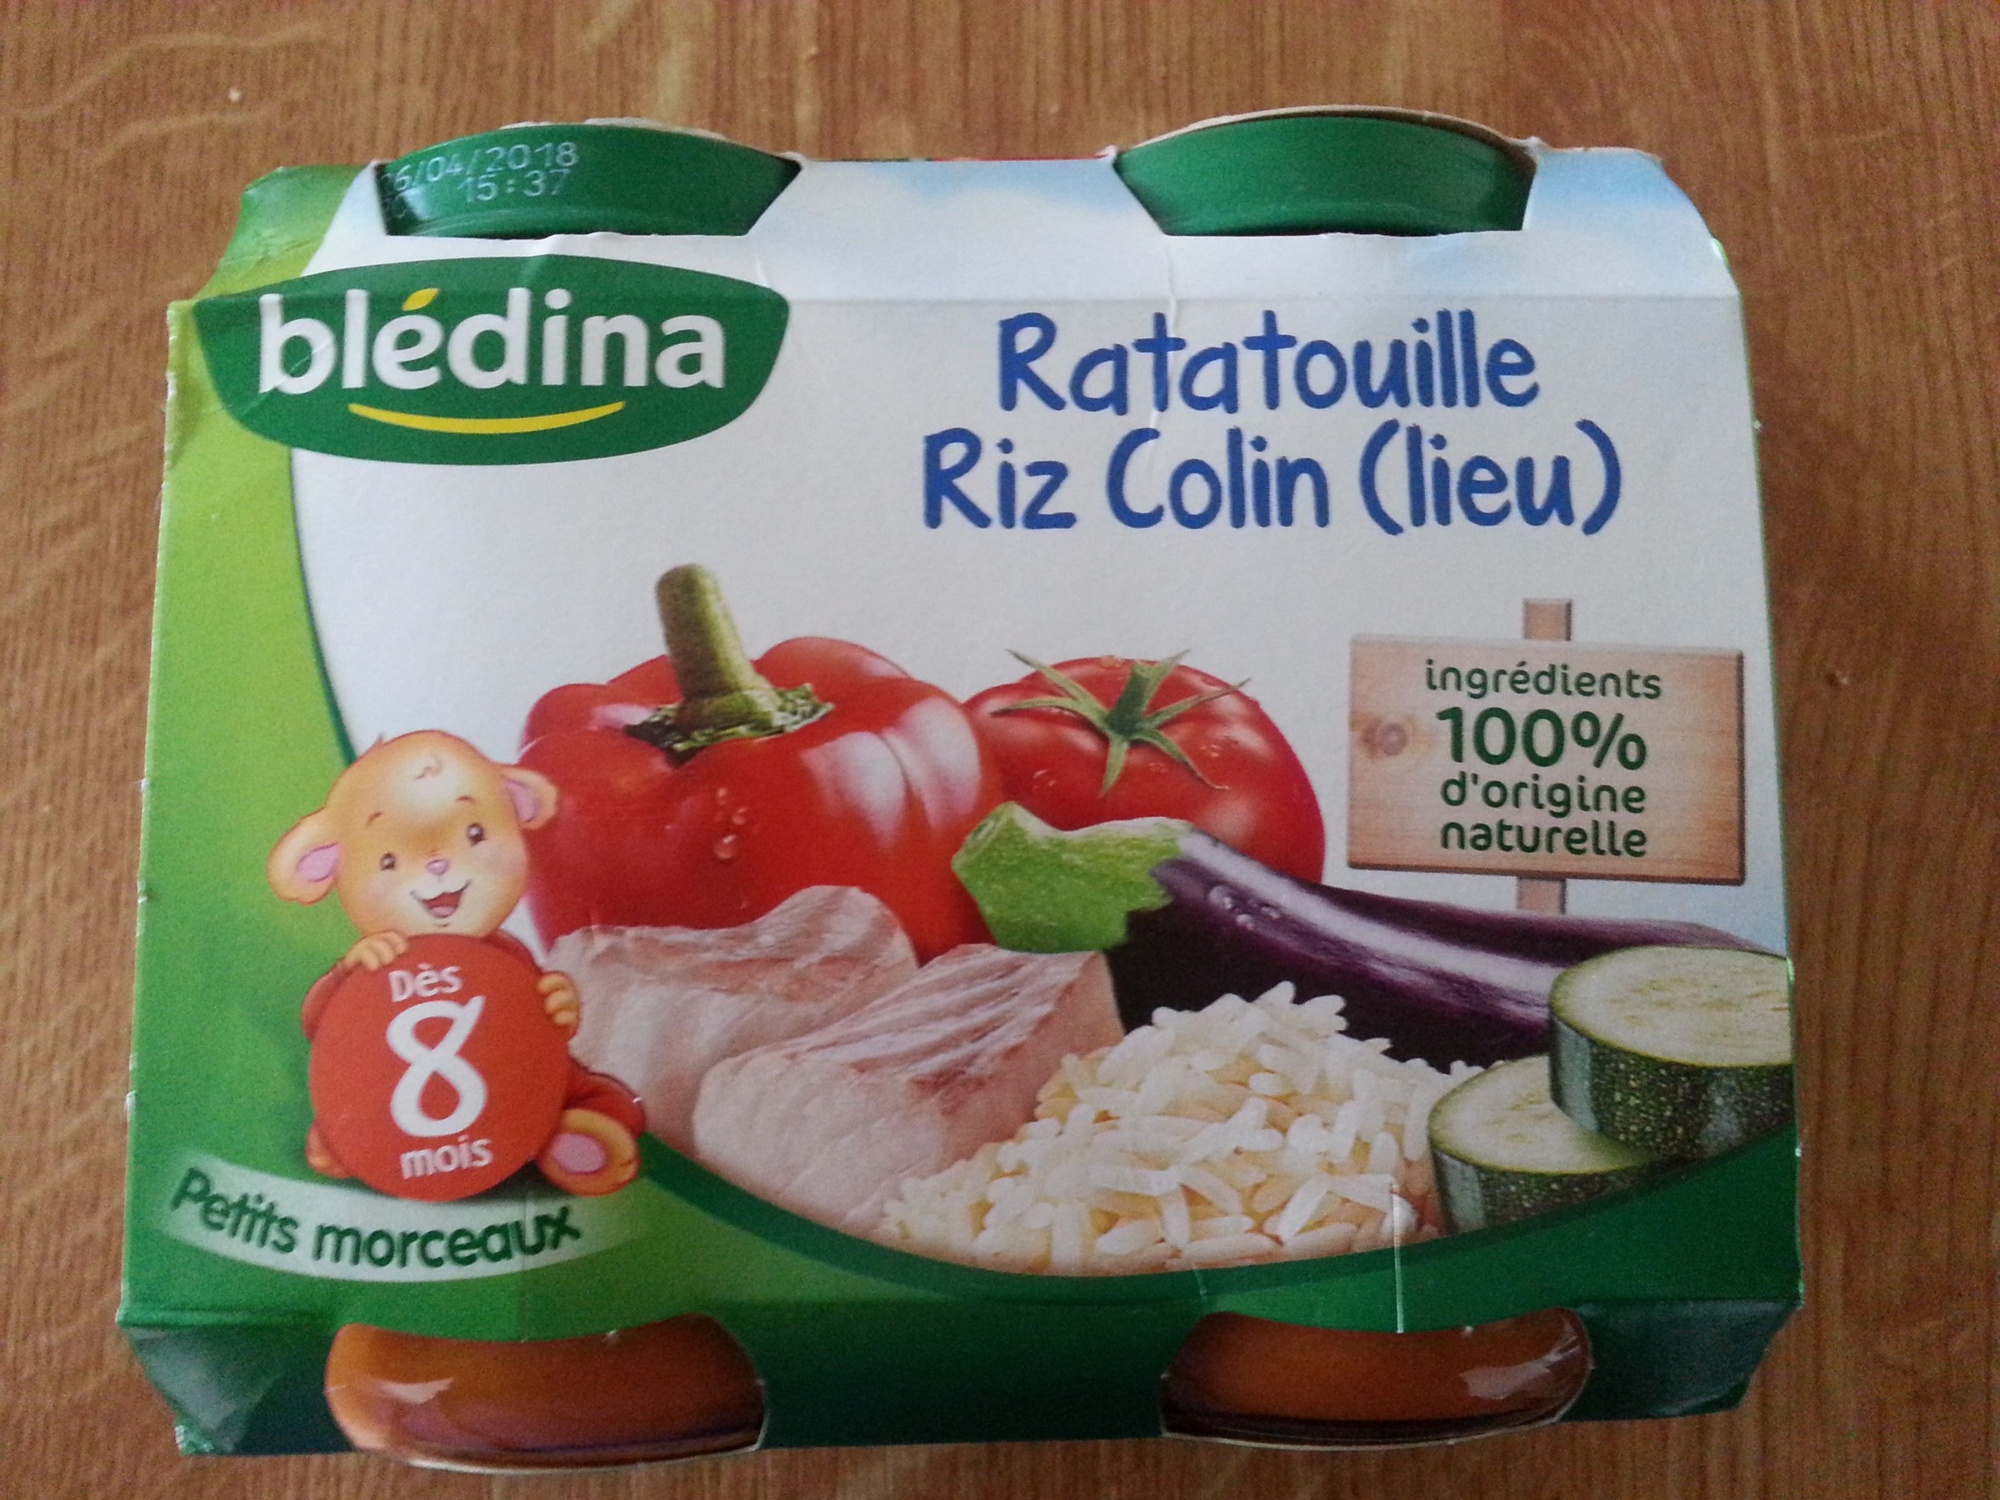 6/04/2018
15:37
blédina
Ratatouille
Riz Colin (lieu)
ingrédients
100%
d'origine
naturelle
Dès
8
mois
Petits morceaux